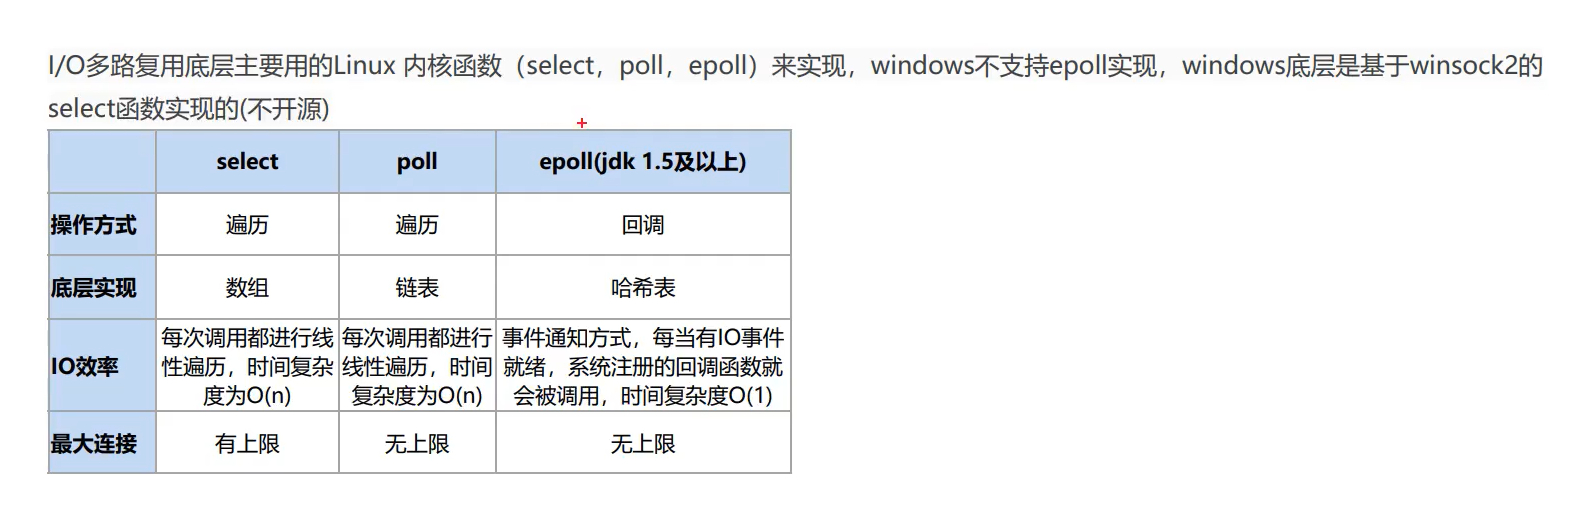 I/O多路复用底层主要用的Linux 内核函数（select，poll，epoll）来实现，windows不支持epoll实现，windows底层是基于winsock2的
select函数实现的(不开源)
select
poll
epoll(jdk 1.5及以上)
操作方式
遍历
遍历
回调
底层实现
数组
链表
哈希表
IO效率
每次调用都进行线
性遍历，时间复杂
度为O(n)
每次调用都进行
线性遍历，时间
复杂度为O(n)
事件通知方式，每当有IO事件
就绪，系统注册的回调函数就
会被调用，时间复杂度O(1)
最大连接
有上限
无上限
无上限